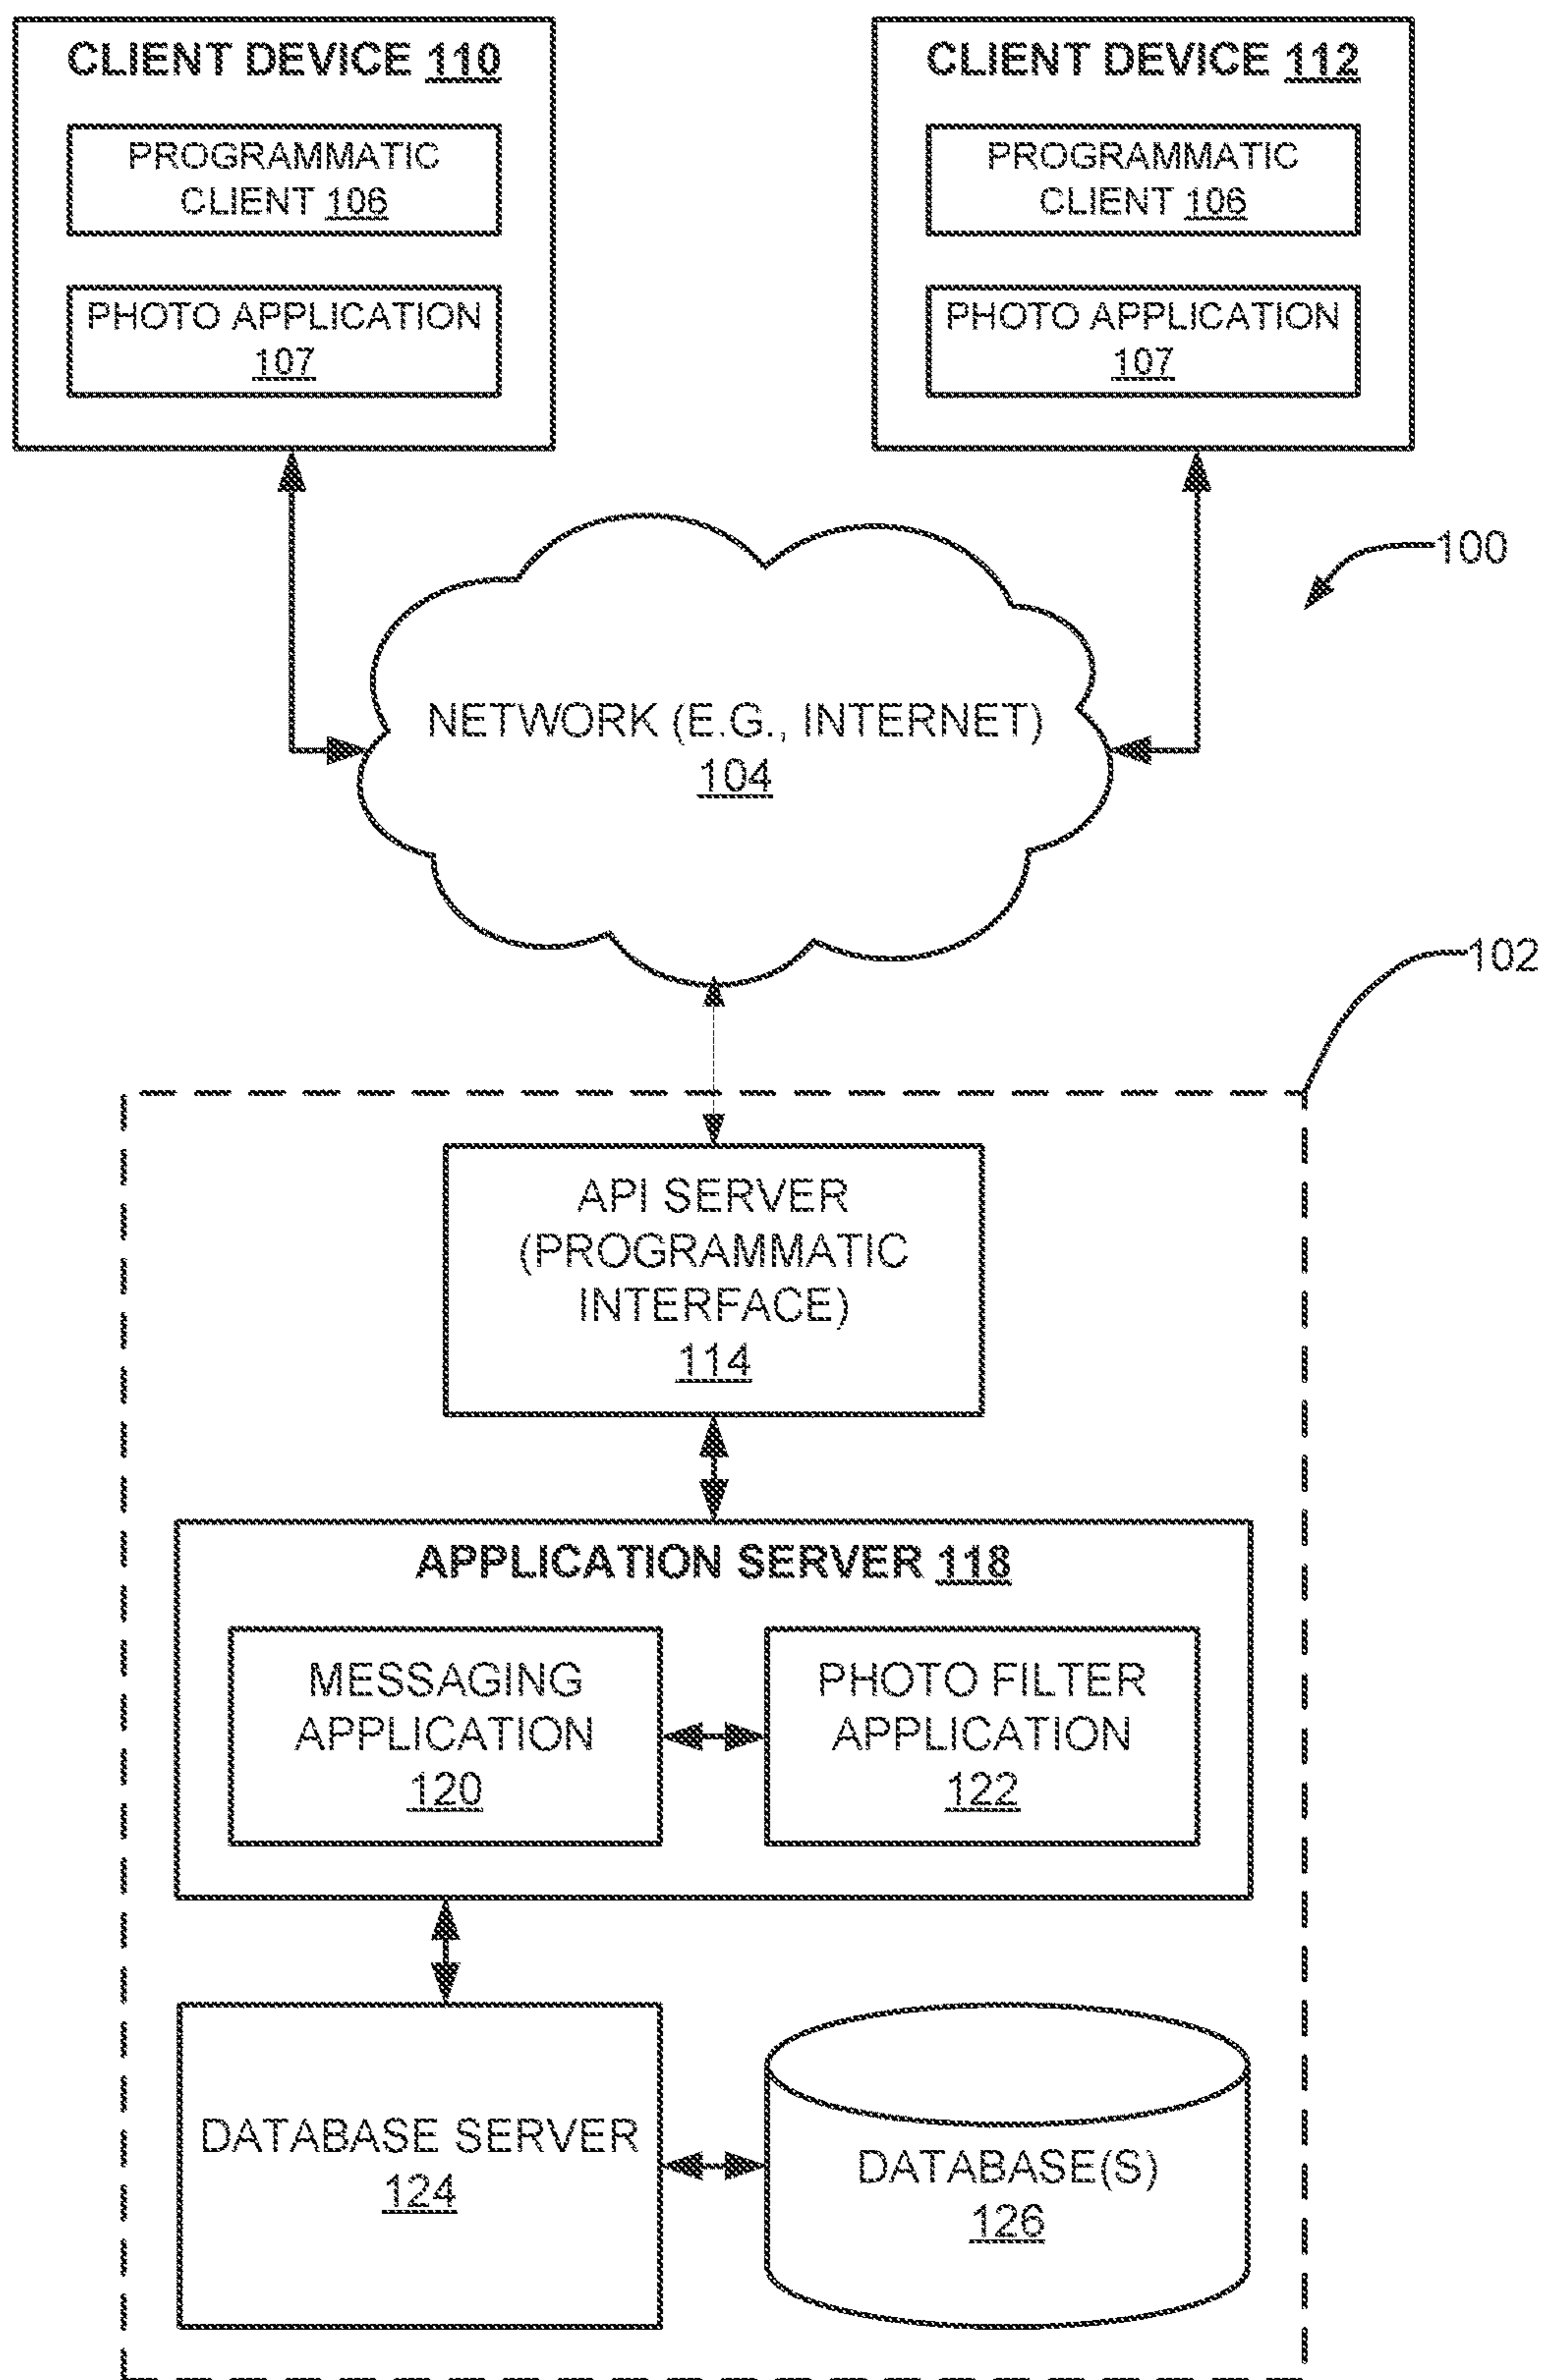 CLIENT DEVICE 110
PROGRAMMATIC
CLIENT 106
PHOTO APPLICATION
107
CLIENT DEVICE 112
PROGRAMMATIC
CLIENT 106
PHOTO APPLICATION
107
100
NETWORK (E.G., INTERNET)
104
102
API SERVER
(PROGRAMMATIC
INTERFACE)
114
APPLICATION SERVER 118
MESSAGING
APPLICATION
120
PHOTO FILTER
APPLICATION
122
DATABASE SERVER
124
DATABASE(S)
126